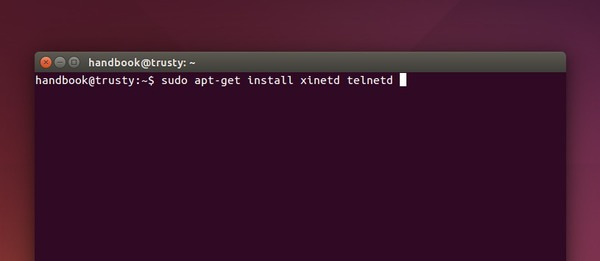 handbook@trusty: ~
handbook@trusty:~$ sudo apt-get install xinetd telnetd